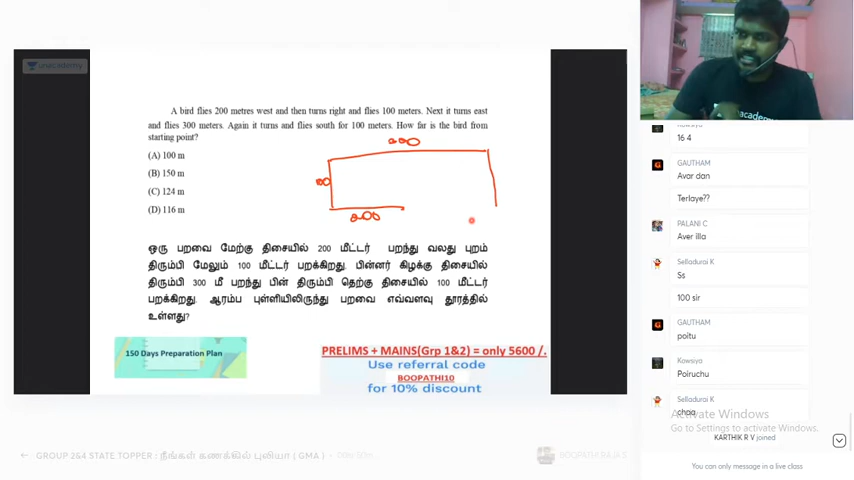 unacademy
A bird flies 200 metres west and then turns right and flies 100 meters. Next it turns east
and flies 300 meters. Again it turns and flies south for 100 meters. How far is the bird from
starting point?
(A) 100 m
(B) 150 m
(C) 124 m
(D) 116 m
200
ஒரு பறவை மேற்கு திசையில் 200 மீட்டர் பறந்து வலது புறம்
திரும்பி மேலும் 100 மீட்டர் பறக்கிறது. பின்னர் கிழக்கு திசையில்
திரும்பி 300 மீ பறந்து பின் திரும்பி தெற்கு திசையில் 100 மீட்டர்
பறக்கிறது. ஆரம்ப புள்ளியிலிருந்து பறவை எவ்வளவு தூரத்தில்
உள்ளது?
150 Days Preparation Plan
PRELIMS + MAINS(Grp 1&2) = only 5600 /.
Use referral code
BOOPATHI10
for 10% discount
GROUP 2&4 STATE TOPPER : நீங்கள் கணக்கில் புலியா ( GMA )
BOOPATHI RAJA S
16 4
GAUTHAM
Avar dan
Terlaye??
PALANI C
Aver illa
Selladurai K
Ss
100 sir
GAUTHAM
poitu
Kowsiya
Poiruchu
Selladurai K
chaa
Activate Windows
Go to Settings to activate Windows.
KARTHIK R V joined
You can only message in a live class